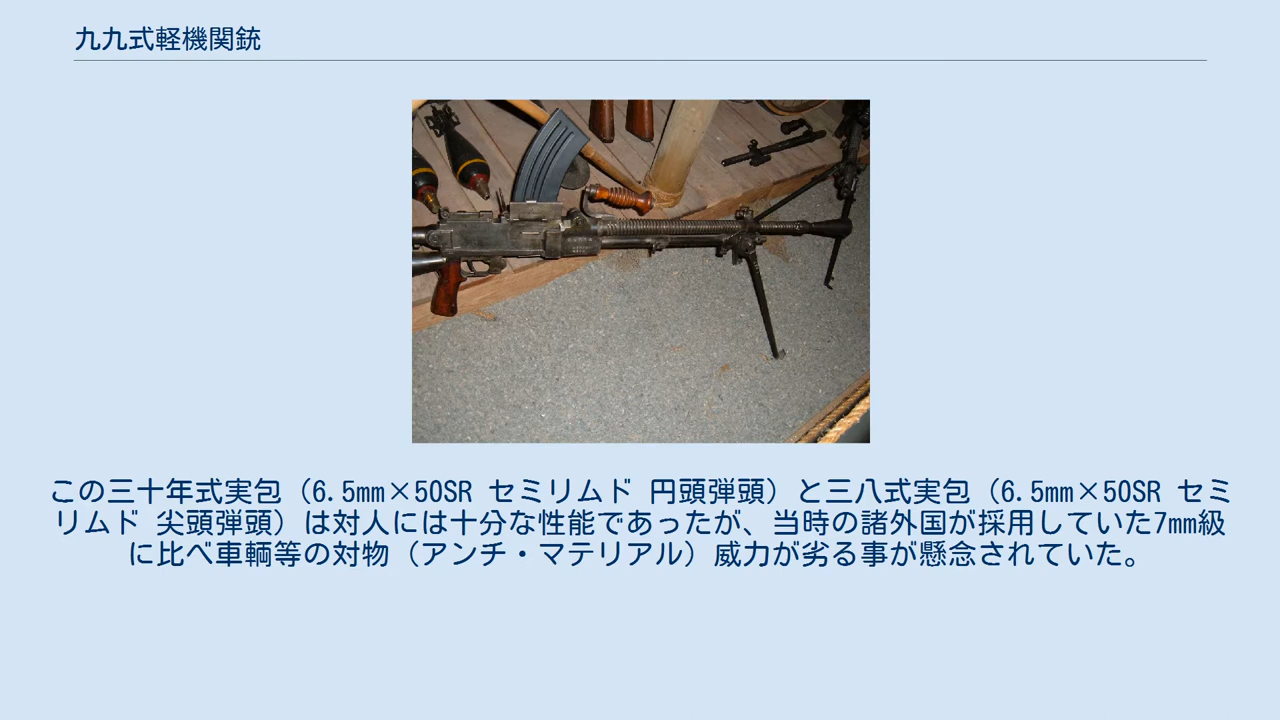 九九式軽機関銃
この三十年式実包（6.5mm×50SR セミリムド 円頭弾頭）と三八式実包（6.5mm×50SR セミ
リムド 尖頭弾頭）は対人には十分な性能であったが、当時の諸外国が採用していた7mm級
に比べ車輌等の対物（アンチ・マテリアル）威力が劣る事が懸念されていた。